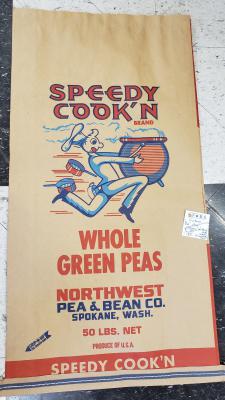 SPEEDY
COOK'N
BRAND
WHOLE
GREEN PEAS
NORTHWEST
PEA & BEAN CO.
SPOKANE, WASH.
50 LBS. NET
PRODUCE OF U.S.A.
SPEEDY COOK'N